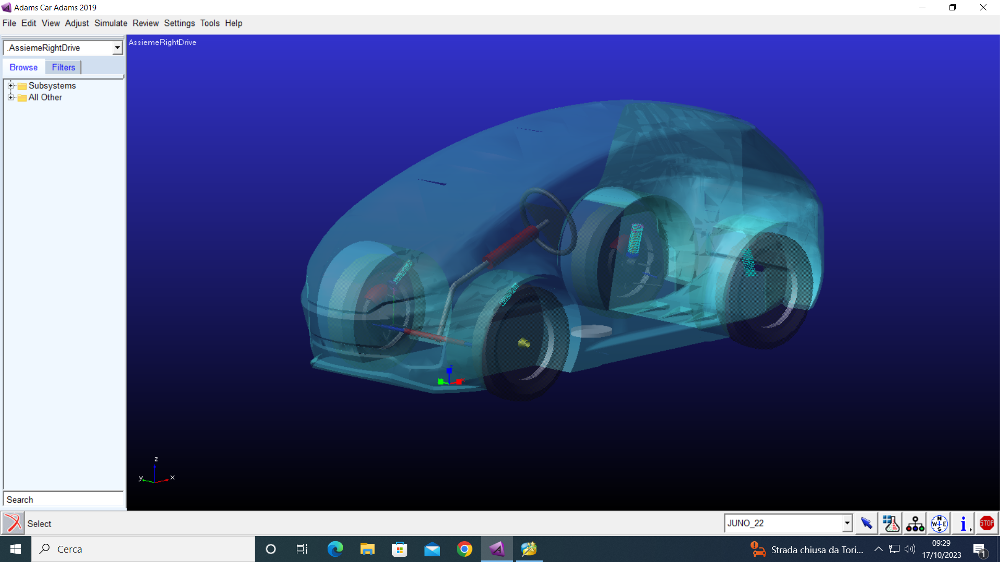 Adams Car Adams 2019
File Edit View Adjust Simulate Review Settings Tools Help
.AssiemeRightDrive
AssiemeRightDrive
Browse Filters
Subsystems
All Other
z
z
y
x
Search
Select
JUNO_22
N
W E
S
i
STOP
Cerca
Strada chiusa da Tori...
09:29
17/10/2023
1